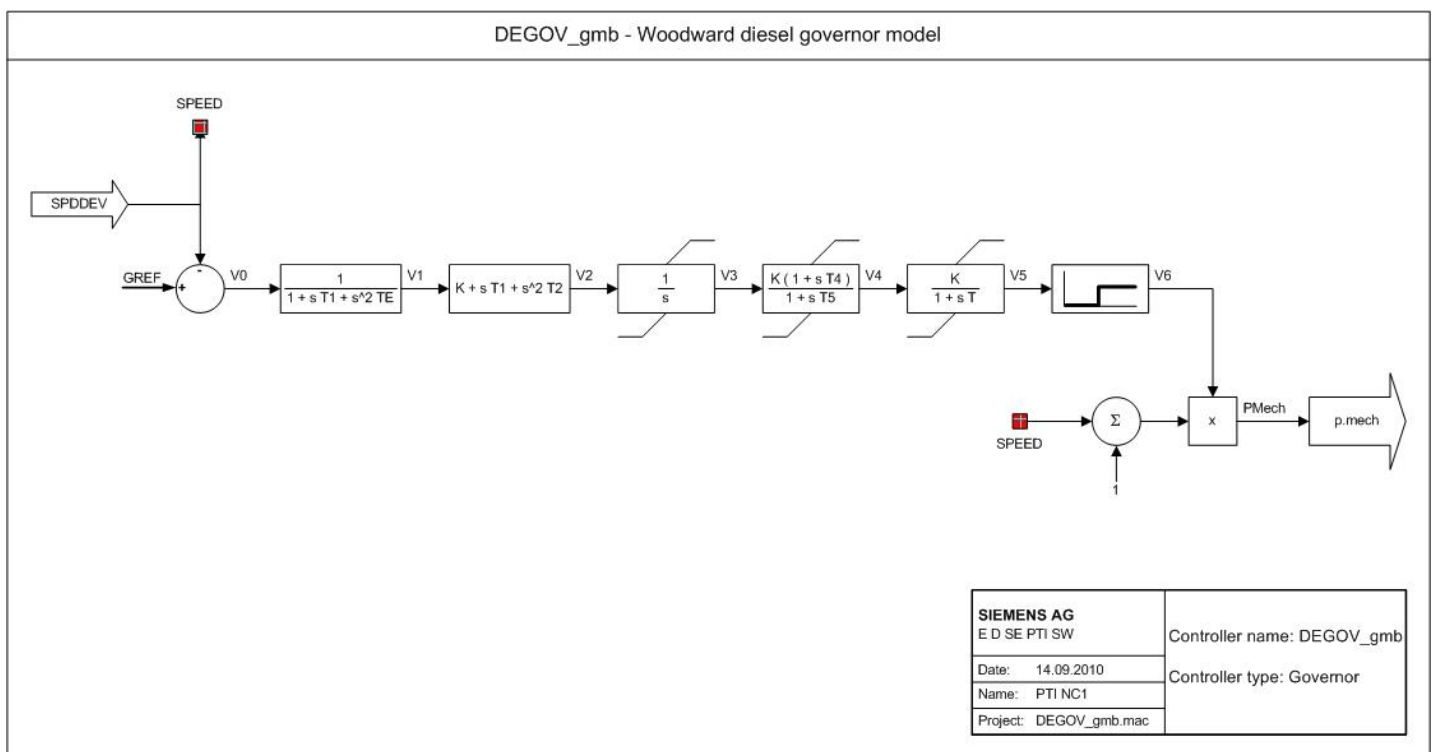 DEGOV_gmb - Woodward diesel governor model
SPEED
SPDDEV
GREF
+
-
V0
1
1 + s T1 + s^2 TE
V1
K + s T1 + s^2 T2
V2
1
s
V3
K ( 1 + s T4 )
1 + s T5
V4
K
1 + s T
V5
V6
SPEED
Σ
1
x
PMech
p.mech
SIEMENS AG
E D SE PTI SW
Date: 14.09.2010
Name: PTI NC1
Project: DEGOV_gmb.mac
Controller name: DEGOV_gmb
Controller type: Governor